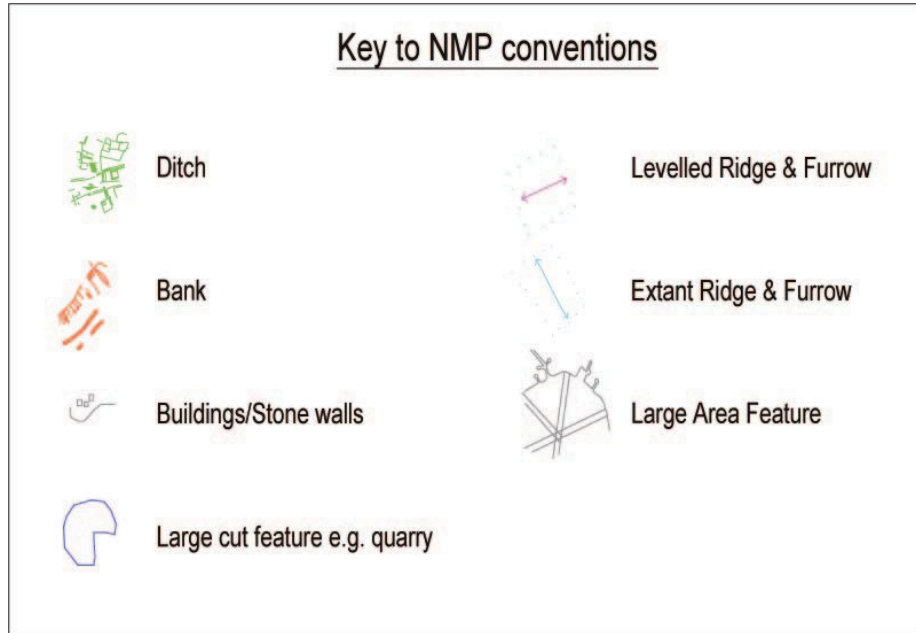 Key to NMP conventions
Ditch
Levelled Ridge & Furrow
Bank
Extant Ridge & Furrow
Buildings/Stone walls
Large Area Feature
Large cut feature e.g. quarry